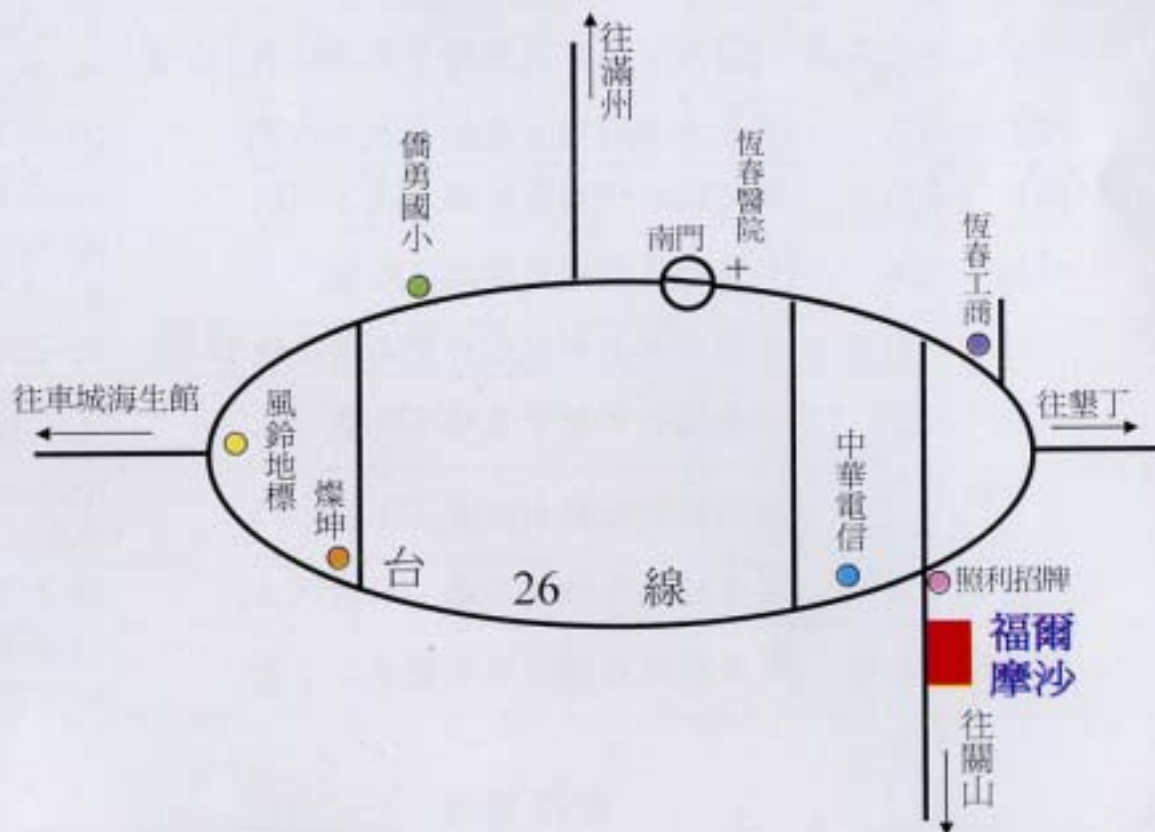 往滿州
僑勇國小
恆春醫院
南門
恆春工商
往車城海生館
風鈴地標
往墾丁
燦坤
中華電信
台 26 線
照利招牌
福爾
摩沙
往關山